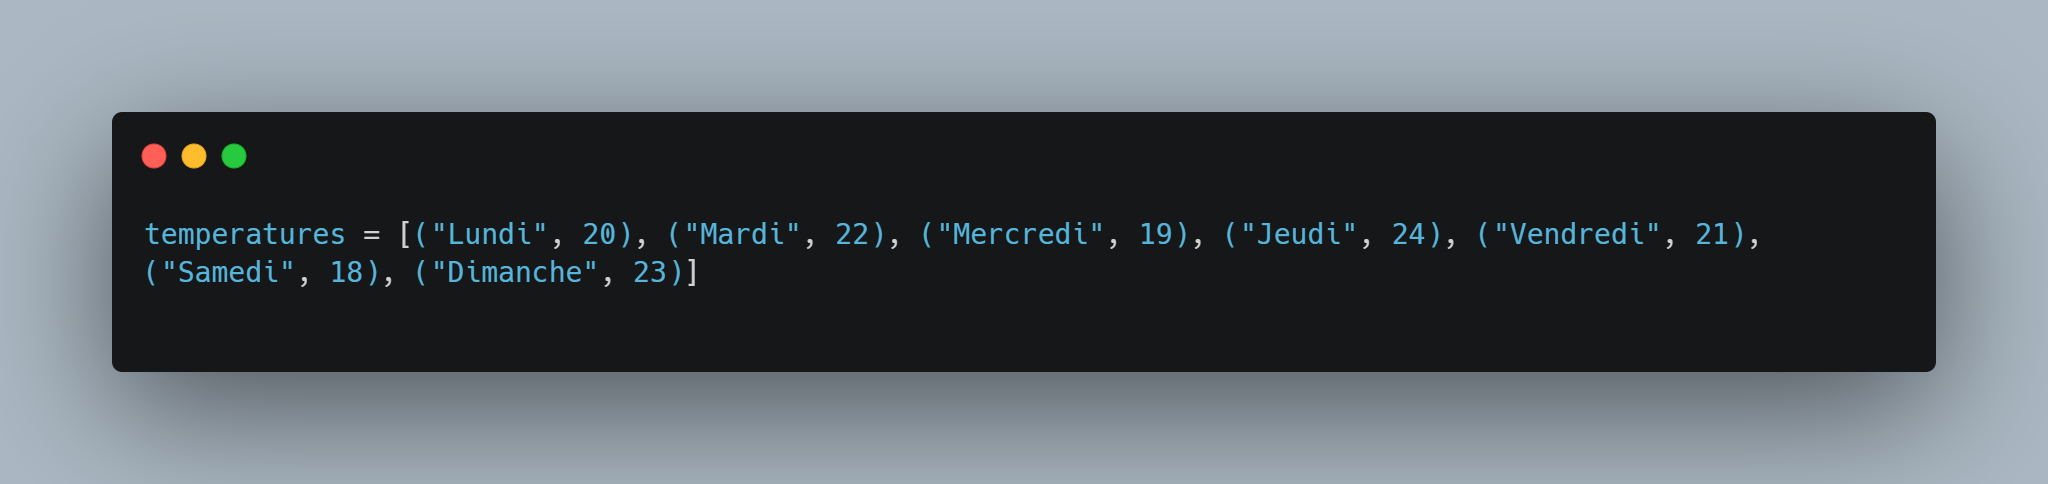 temperatures = [("Lundi", 20), ("Mardi", 22), ("Mercredi", 19), ("Jeudi", 24), ("Vendredi", 21),
("Samedi", 18), ("Dimanche", 23)]